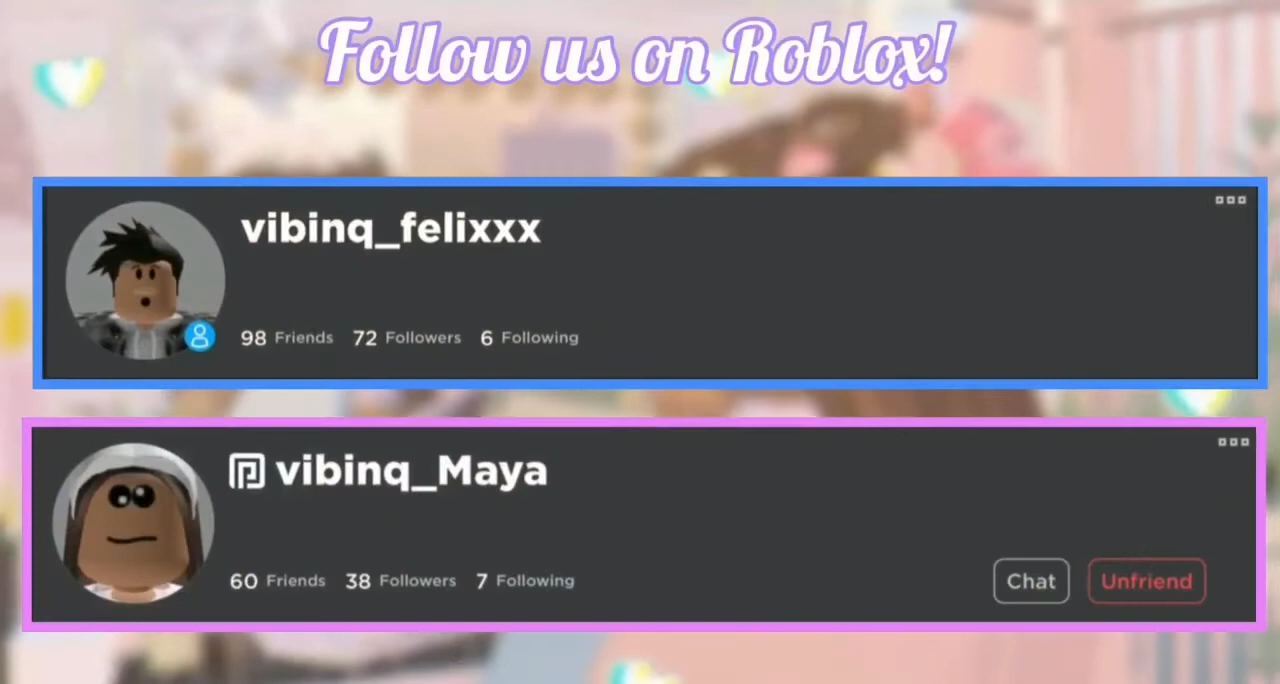 Follow us on Roblox!
vibinq_felixxx
98 Friends 72 Followers 6 Following
vibinq_Maya
60 Friends 38 Followers 7 Following
Chat Unfriend